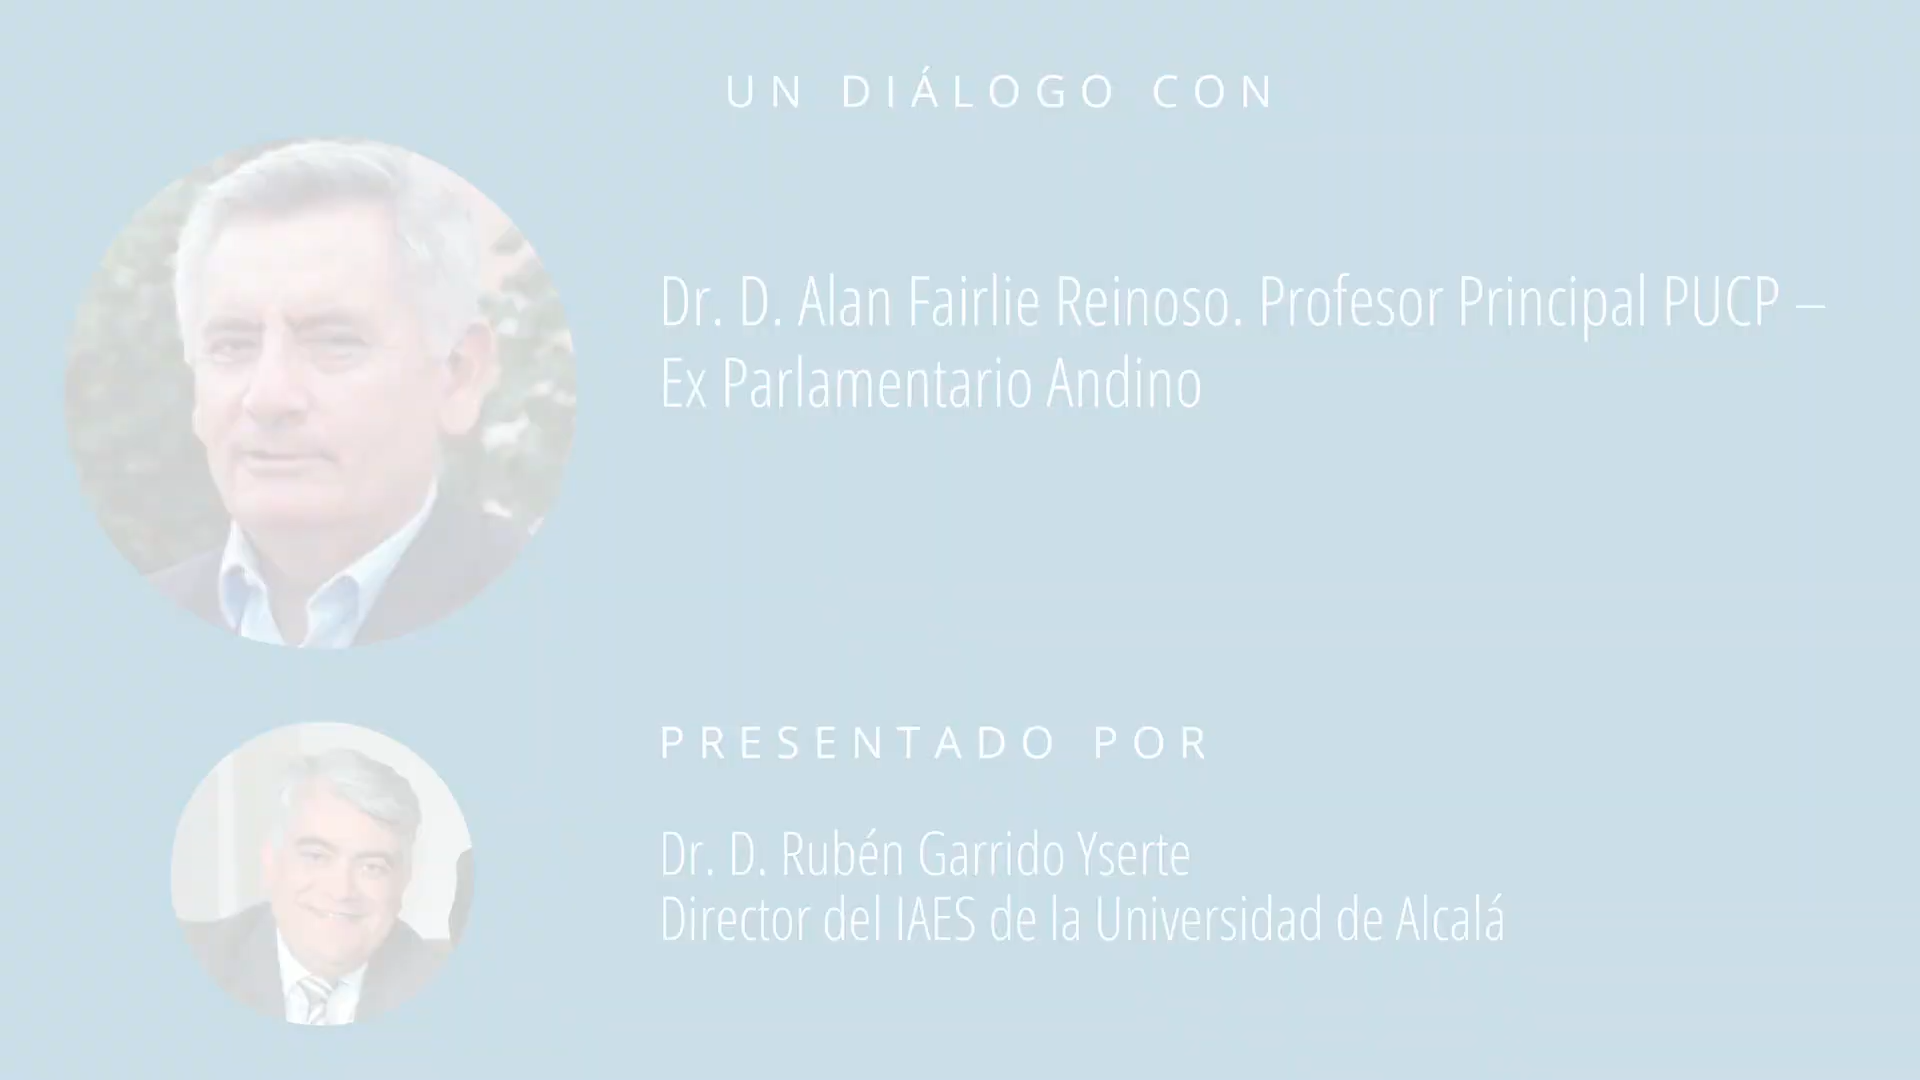 UN DIÁLOGO CON
Dr. D. Alan Fairlie Reinoso. Profesor Principal PUCP –
Ex Parlamentario Andino
PRESENTADO POR
Dr. D. Rubén Garrido Yserte
Director del IAES de la Universidad de Alcalá